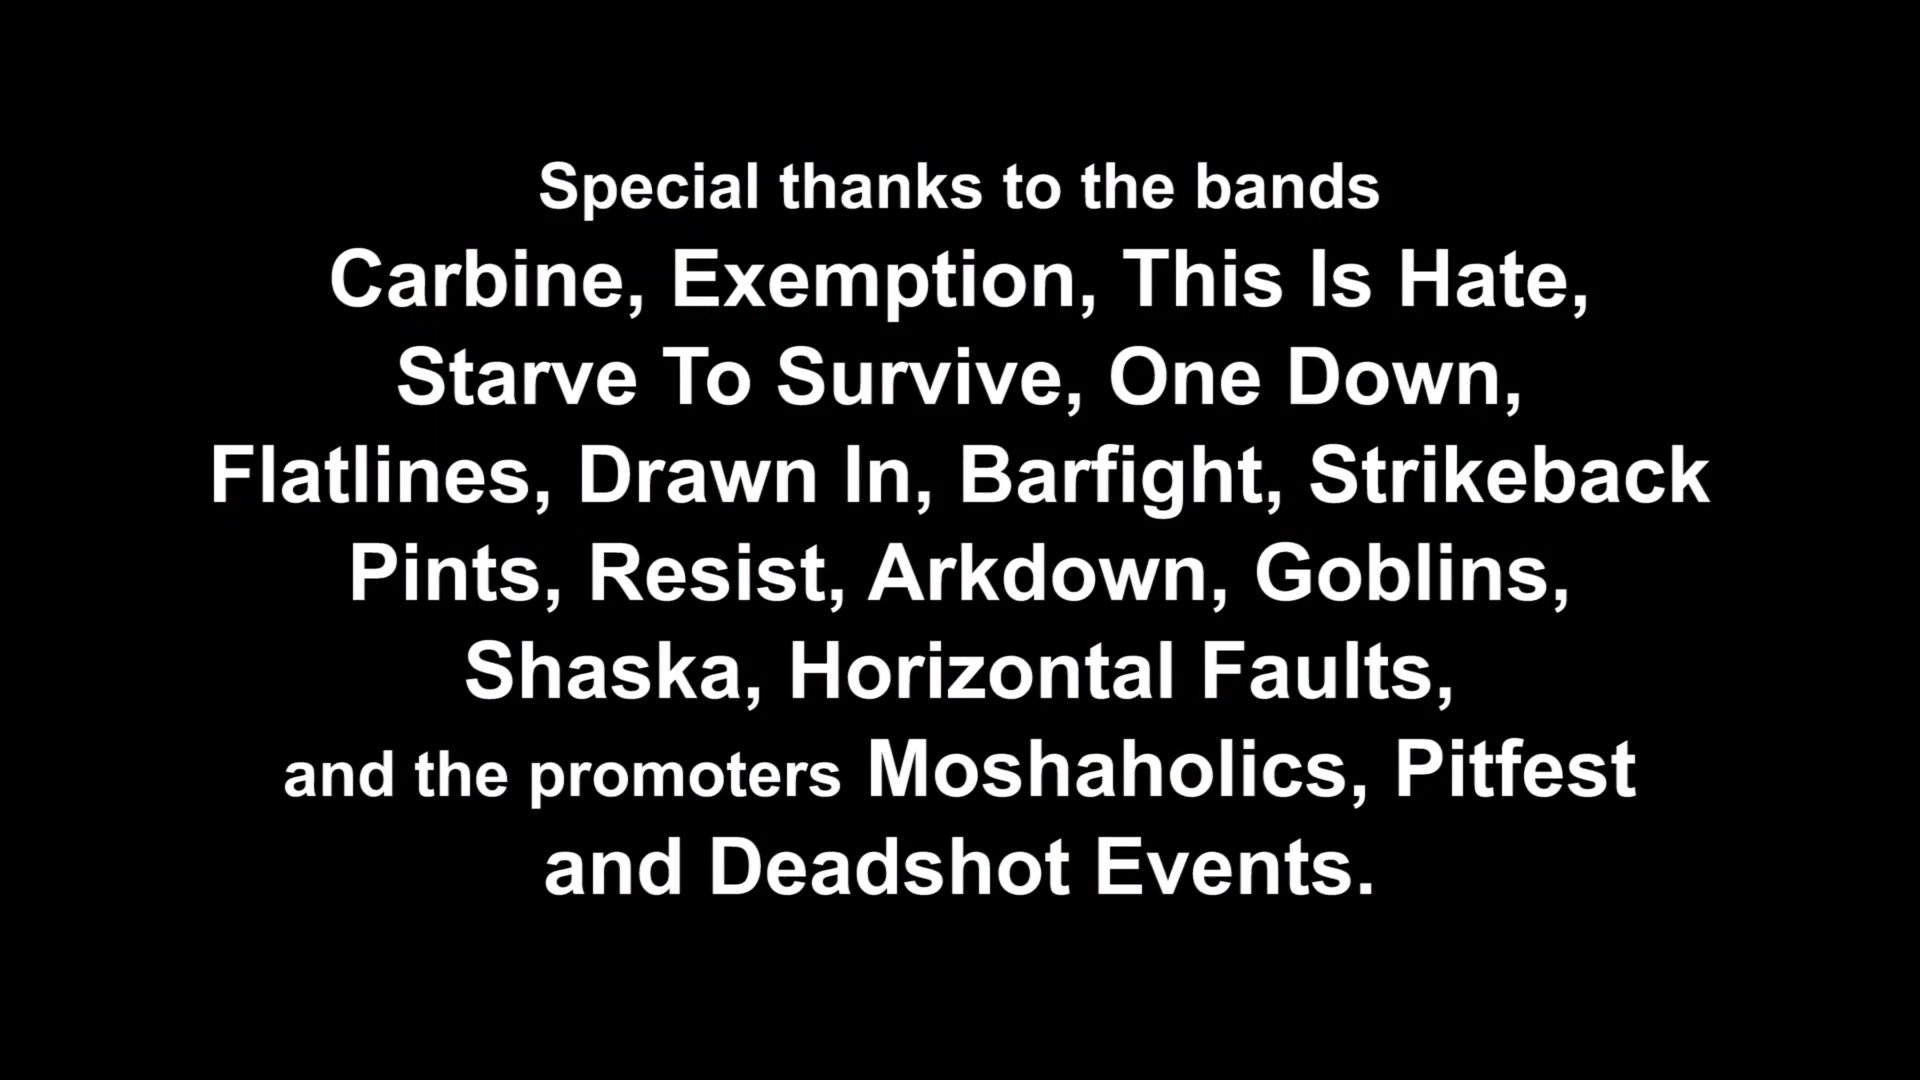 Special thanks to the bands
Carbine, Exemption, This Is Hate,
Starve To Survive, One Down,
Flatlines, Drawn In, Barfight, Strikeback
Pints, Resist, Arkdown, Goblins,
Shaska, Horizontal Faults,
and the promoters Moshaholics, Pitfest
and Deadshot Events.